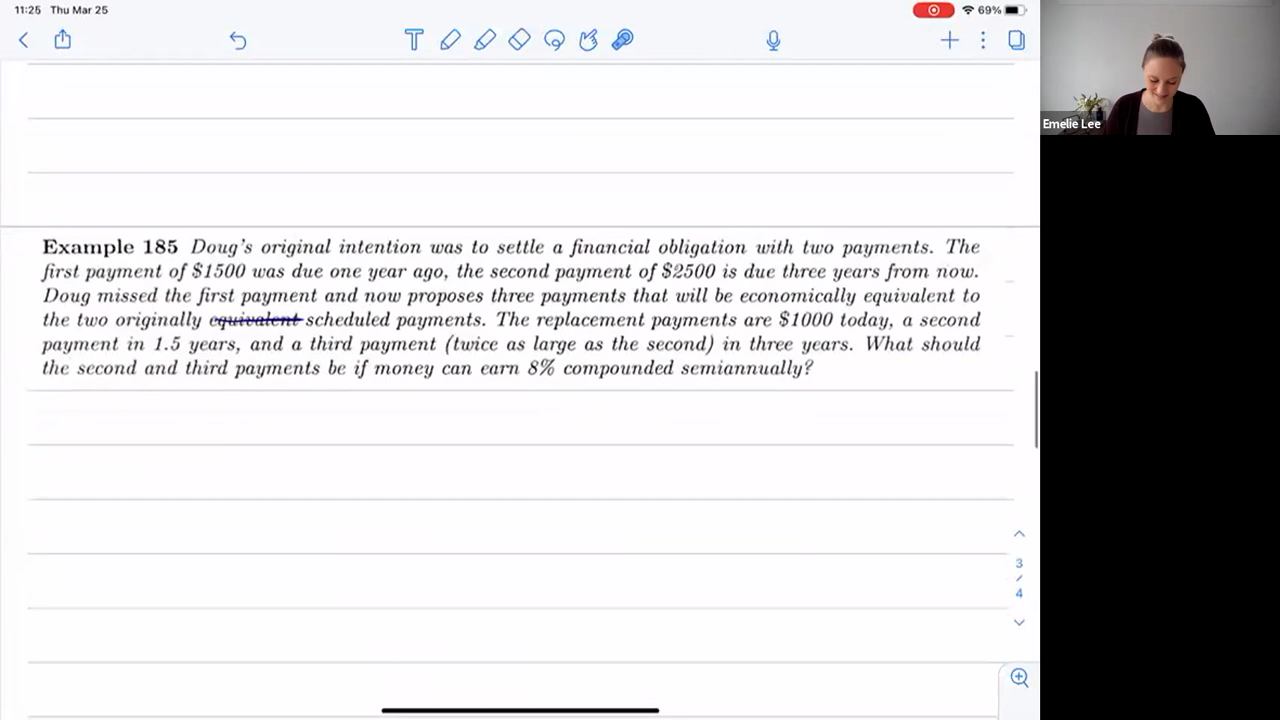 11:25 Thu Mar 25
69%
T
Emelie Lee
Example 185 Doug's original intention was to settle a financial obligation with two payments. The
first payment of $1500 was due one year ago, the second payment of $2500 is due three years from now.
Doug missed the first payment and now proposes three payments that will be economically equivalent to
the two originally equivalent scheduled payments. The replacement payments are $1000 today, a second
payment in 1.5 years, and a third payment (twice as large as the second) in three years. What should
the second and third payments be if money can earn 8% compounded semiannually?
3
/
4